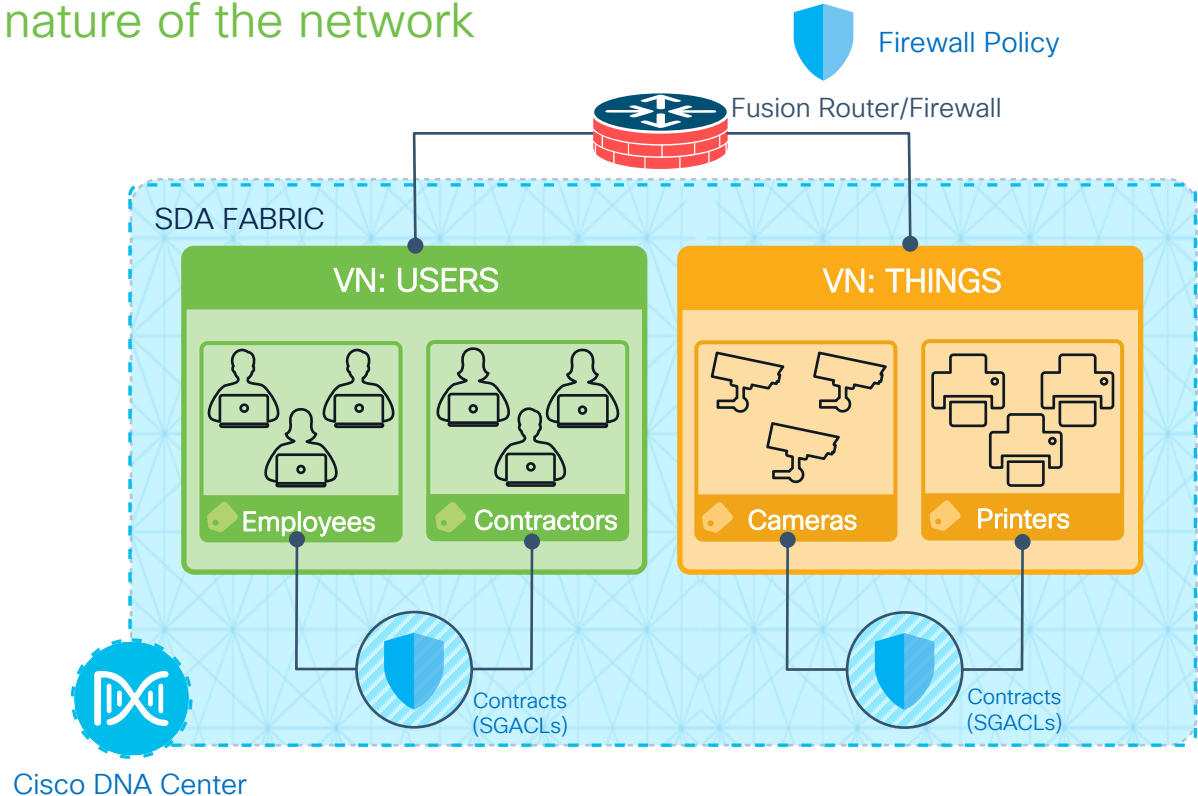 nature of the network
Firewall Policy
Fusion Router/Firewall
SDA FABRIC
VN: USERS
VN: THINGS
Employees
Contractors
Cameras
Printers
Contracts
(SGACLs)
Contracts
(SGACLs)
Cisco DNA Center